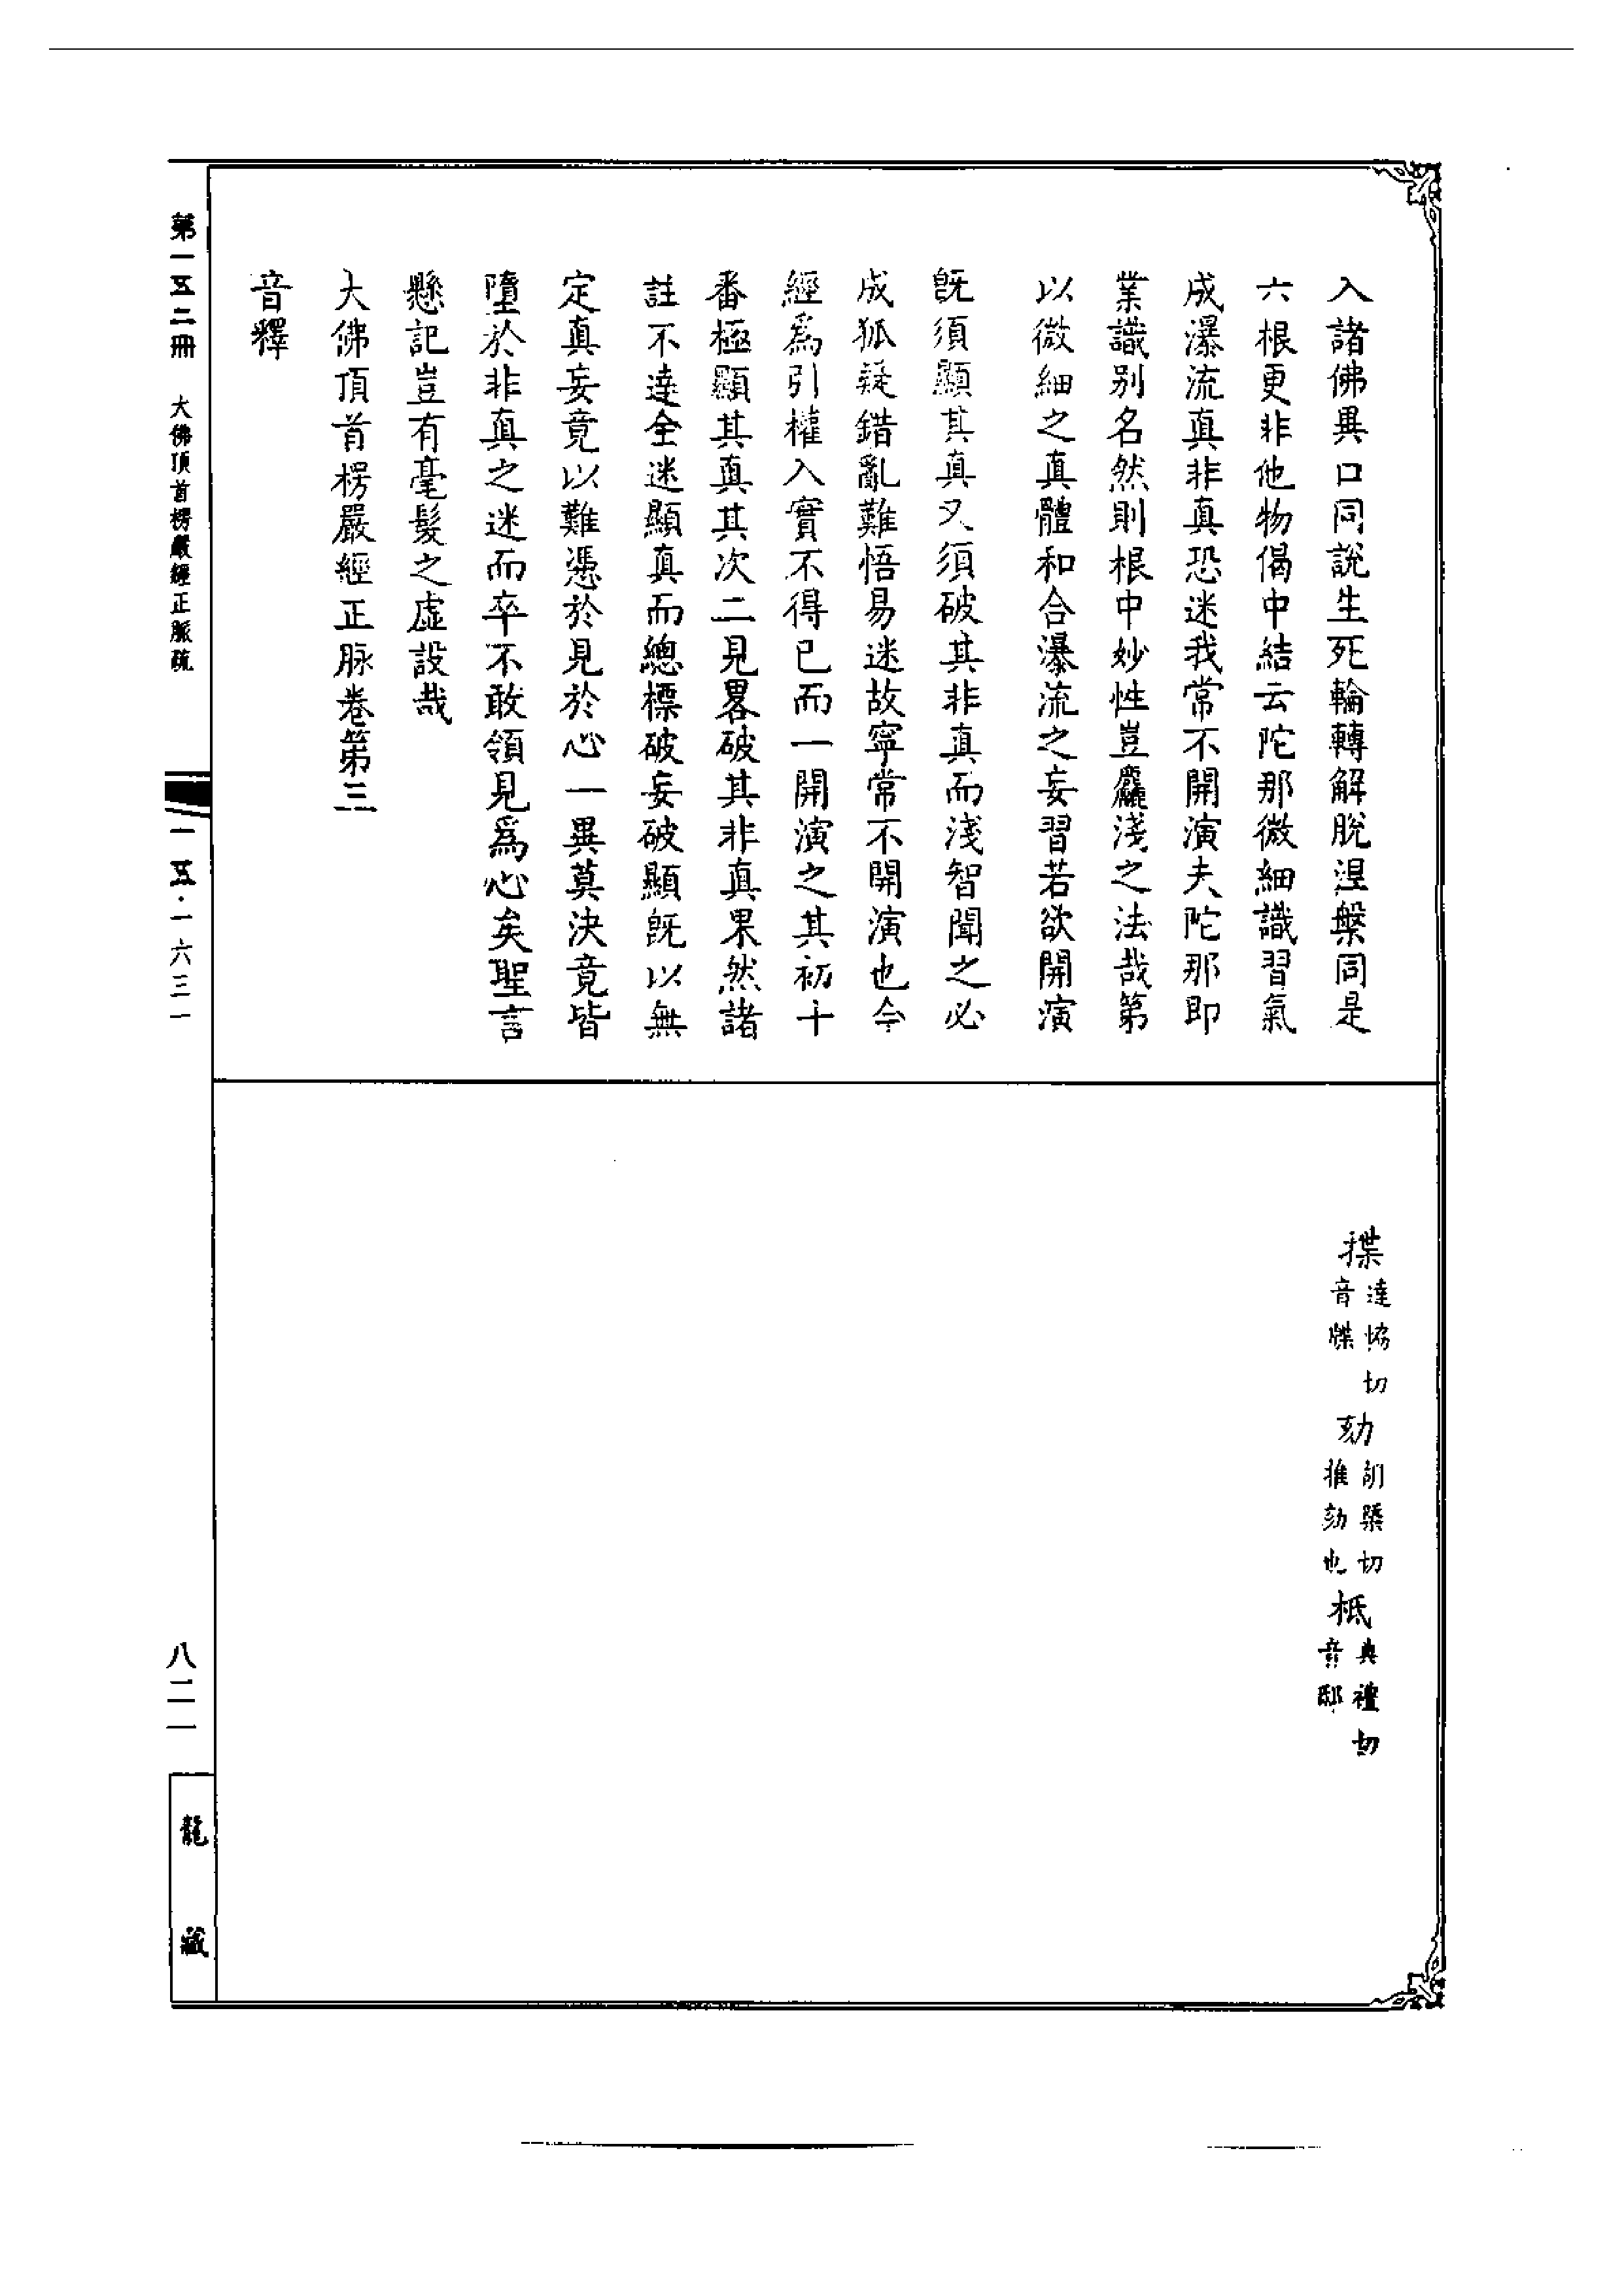 入諸佛異口同說生死輪轉解脫涅槃同是
六根更非他物偈中結云陀那微細識習氣
成瀑流真非真恐迷我常不開演夫陀那即
業識别名然則根中妙性豈麤淺之法哉第
以微細之真體和合瀑流之妄習若欲開演
旣須顯其真又須破其非真而淺智聞之必
成狐疑錯亂難悟易迷故寧常不開演也今
經爲引權入實不得已而一開演之其初十
番極顯其真其次二見畧破其非真果然諸
註不達全迷顯真而總標破妄破顯旣以無
定真妄竟以難憑於見於心一異莫決竟皆
墮於非真之迷而卒不敢領見爲心矣聖言
懸記豈有毫髮之虛設哉
大佛頂首楞嚴經正脉卷第三
音釋
揲達協切音牒劾胡槩切推劾也柢典禮切音邸
第一五二冊　大佛頂首楞嚴經正脈疏
一五·一六三一
八二一
龍藏